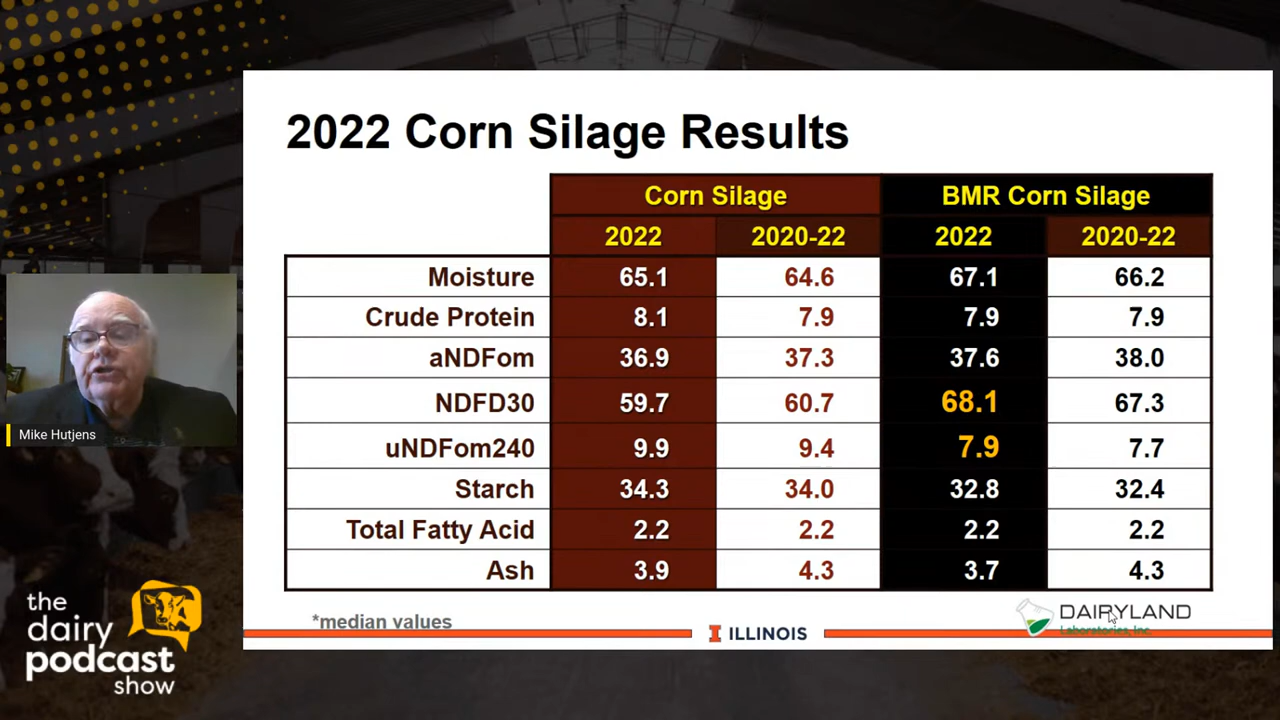 2022 Corn Silage Results
Corn Silage BMR Corn Silage
2022 2020-22 2022 2020-22
Moisture 65.1 64.6 67.1 66.2
Crude Protein 8.1 7.9 7.9 7.9
aNDFom 36.9 37.3 37.6 38.0
NDFD30 59.7 60.7 68.1 67.3
uNDFom240 9.9 9.4 7.9 7.7
Starch 34.3 34.0 32.8 32.4
Total Fatty Acid 2.2 2.2 2.2 2.2
Ash 3.9 4.3 3.7 4.3
*median values
ILLINOIS
DAIRYLAND
Laboratories, Inc.
Mike Hutjens
the
dairy
podcast
show